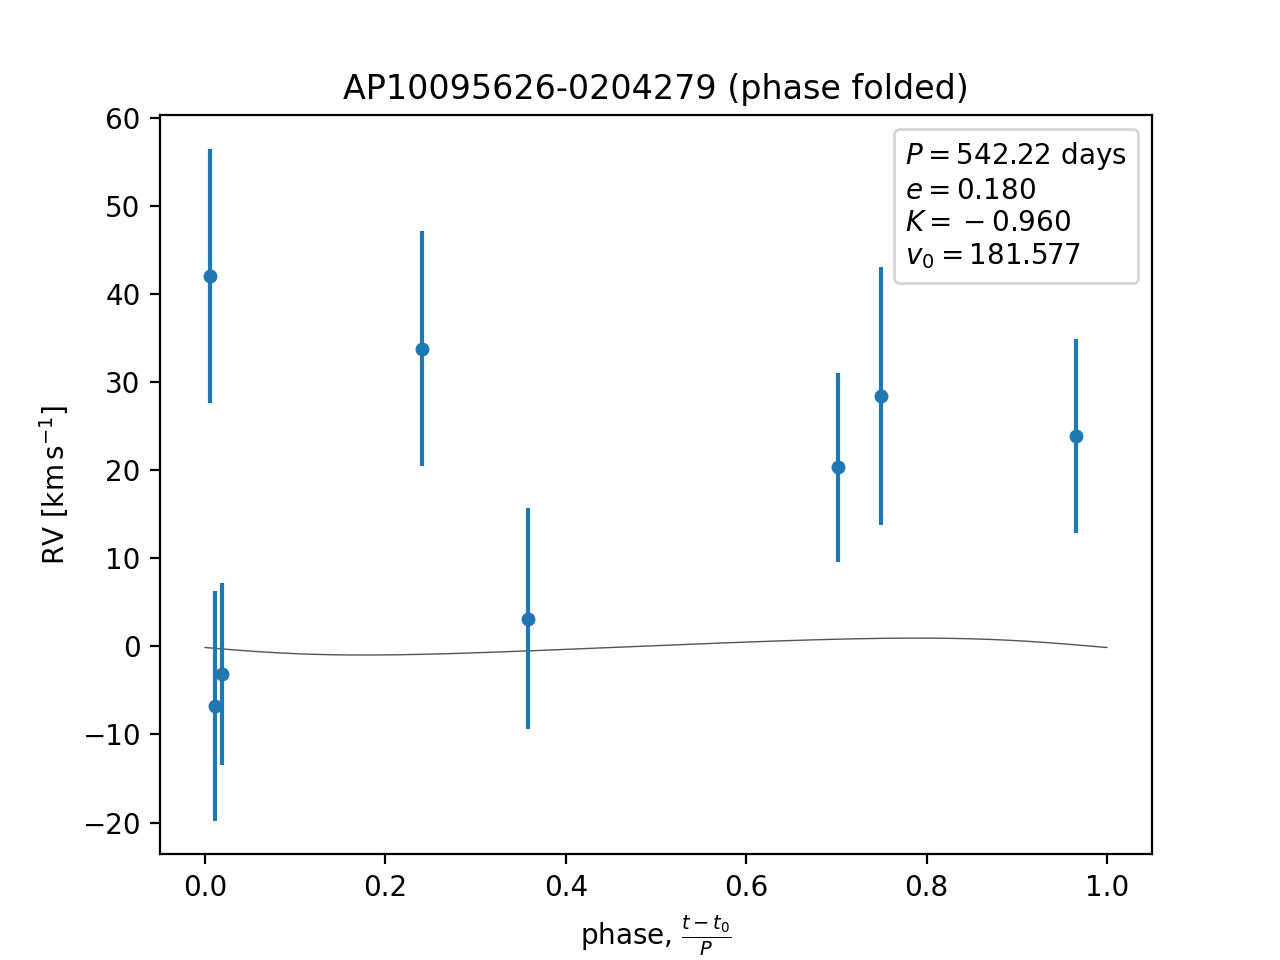 AP10095626-0204279 (phase folded)
P = 542.22 days
e = 0.180
K = −0.960
v₀ = 181.577
RV [km s⁻¹]
60
50
40
30
20
10
0
−10
−20
0.0 0.2 0.4 0.6 0.8 1.0
phase, (t − t₀)/P